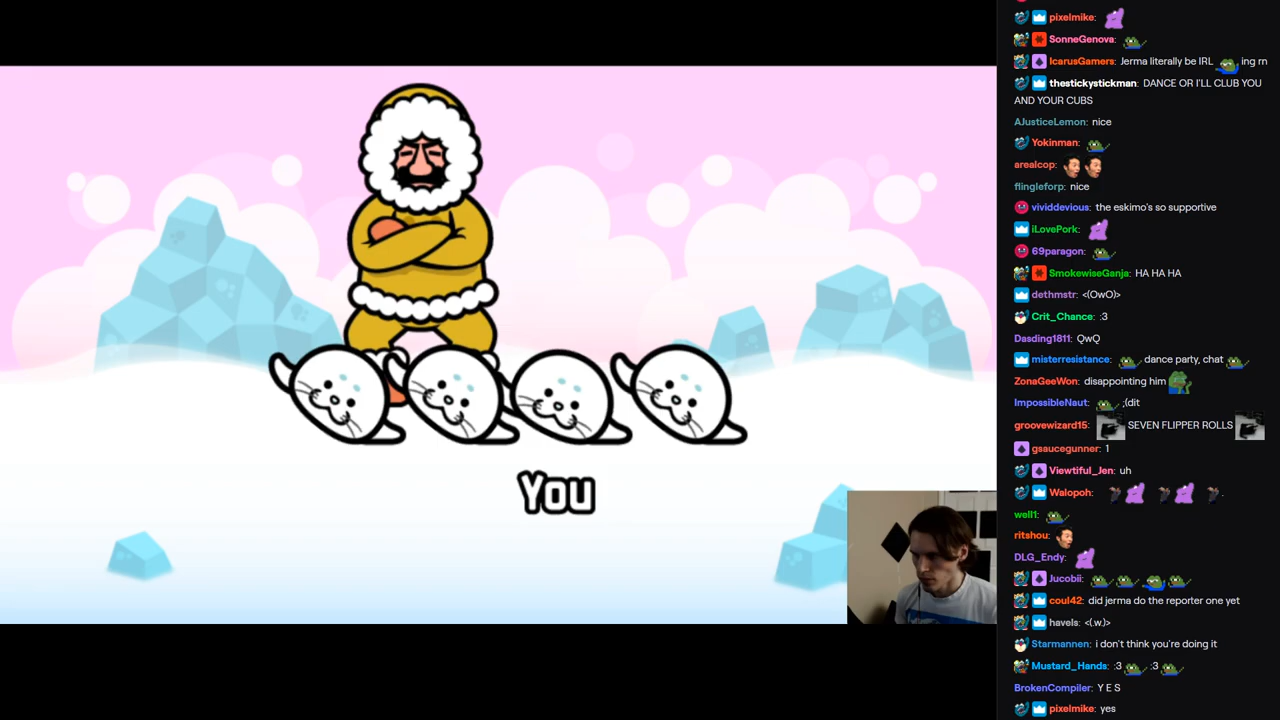 You
pixelmike:
SonneGenova:
IcarusGamers: Jerma literally be IRL ing rn
thestickystickman: DANCE OR I'LL CLUB YOU
AND YOUR CUBS
AJusticeLemon: nice
Yokinman:
arealcop:
flingleforp: nice
vividdevious: the eskimo's so supportive
iLovePork:
69paragon:
SmokewiseGanja: HA HA HA
dethmstr: <(OwO)>
Crit_Chance: :3
Dasding1811: QwQ
misterresistance: dance party, chat
ZonaGeeWon: disappointing him
ImpossibleNaut: ;(dit
groovewizard15: SEVEN FLIPPER ROLLS
gsaucegunner: 1
Viewtiful_Jen: uh
Walopoh: .
well1:
ritshou:
DLG_Endy:
Jucobii:
coul42: did jerma do the reporter one yet
havels: <(.w.)>
Starmannen: i don't think you're doing it
Mustard_Hands: :3 :3
BrokenCompiler: Y E S
pixelmike: yes